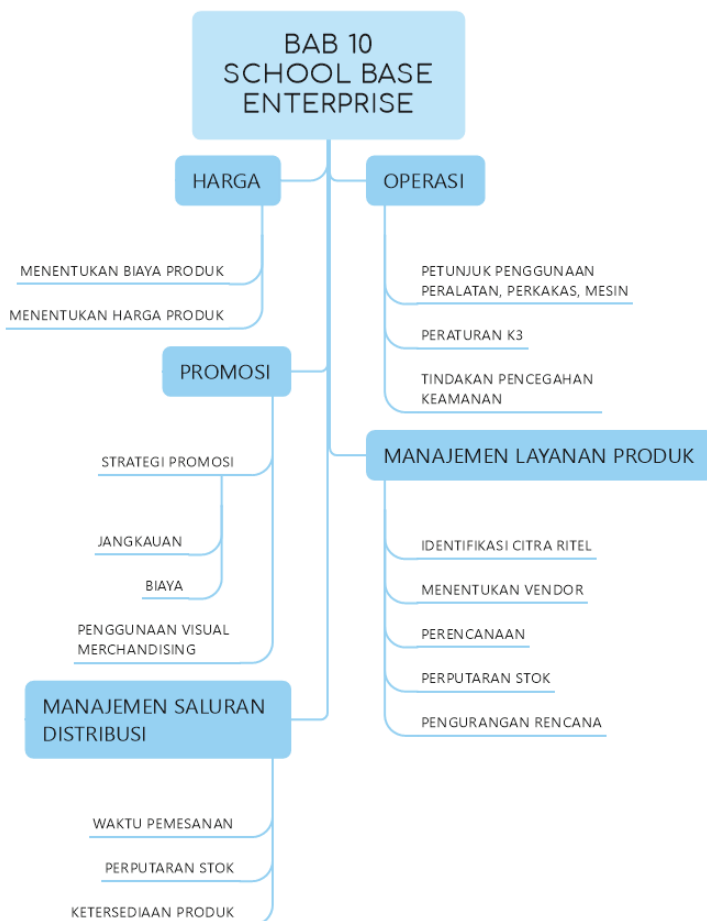 BAB 10
SCHOOL BASE
ENTERPRISE
HARGA
MENENTUKAN BIAYA PRODUK
MENENTUKAN HARGA PRODUK
PROMOSI
STRATEGI PROMOSI
JANGKAUAN
BIAYA
PENGGUNAAN VISUAL
MERCHANDISING
MANAJEMEN SALURAN
DISTRIBUSI
WAKTU PEMESANAN
PERPUTARAN STOK
KETERSEDIAAN PRODUK
OPERASI
PETUNJUK PENGGUNAAN
PERALATAN, PERKAKAS, MESIN
PERATURAN K3
TINDAKAN PENCEGAHAN
KEAMANAN
MANAJEMEN LAYANAN PRODUK
IDENTIFIKASI CITRA RITEL
MENENTUKAN VENDOR
PERENCANAAN
PERPUTARAN STOK
PENGURANGAN RENCANA